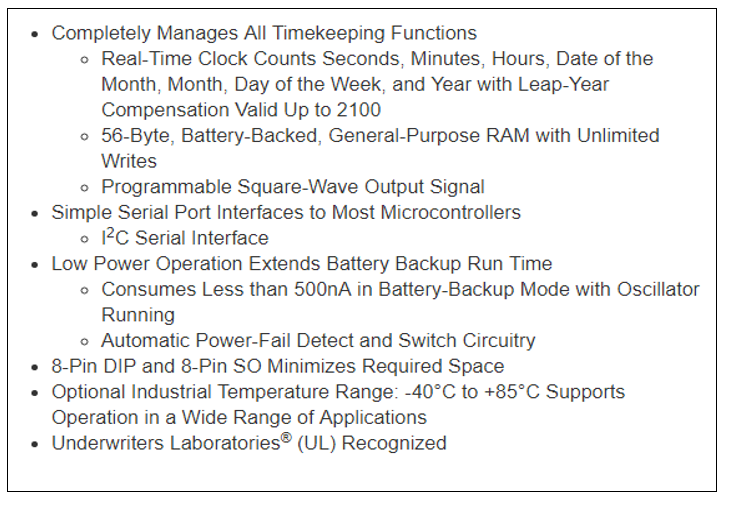 • Completely Manages All Timekeeping Functions
◦ Real-Time Clock Counts Seconds, Minutes, Hours, Date of the
Month, Month, Day of the Week, and Year with Leap-Year
Compensation Valid Up to 2100
◦ 56-Byte, Battery-Backed, General-Purpose RAM with Unlimited
Writes
◦ Programmable Square-Wave Output Signal
• Simple Serial Port Interfaces to Most Microcontrollers
◦ I²C Serial Interface
• Low Power Operation Extends Battery Backup Run Time
◦ Consumes Less than 500nA in Battery-Backup Mode with Oscillator
Running
◦ Automatic Power-Fail Detect and Switch Circuitry
• 8-Pin DIP and 8-Pin SO Minimizes Required Space
• Optional Industrial Temperature Range: -40°C to +85°C Supports
Operation in a Wide Range of Applications
• Underwriters Laboratories® (UL) Recognized